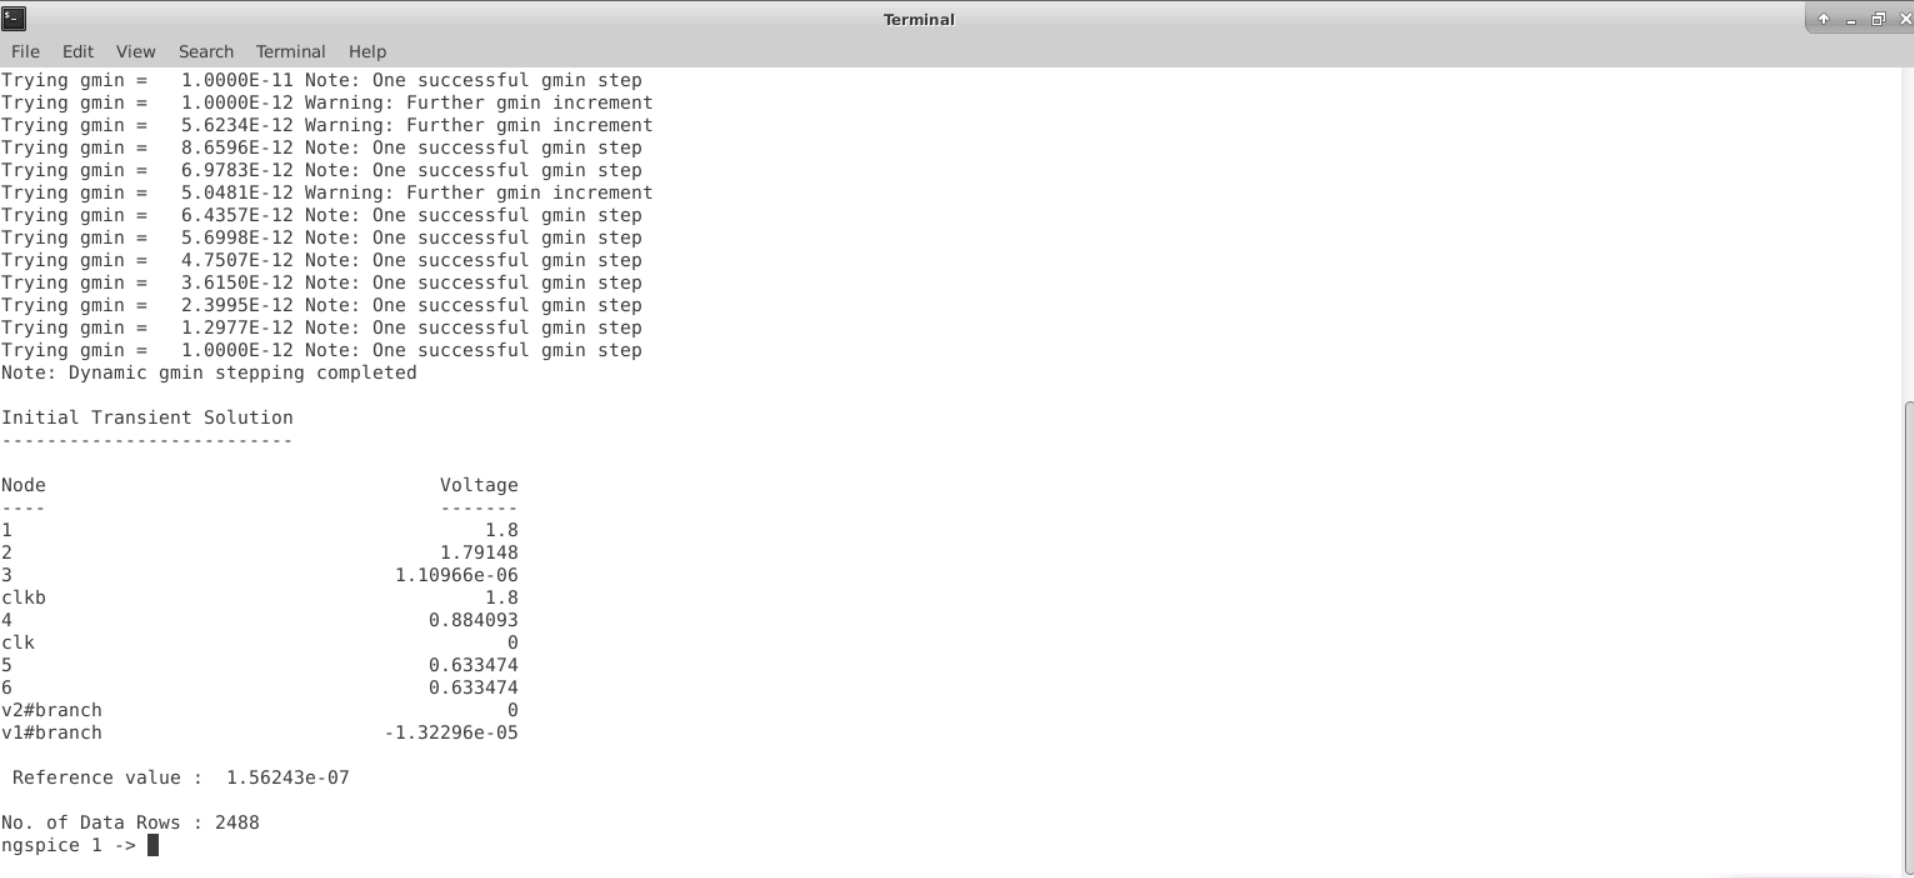 Terminal
File Edit View Search Terminal Help
Trying gmin =   1.0000E-11 Note: One successful gmin step
Trying gmin =   1.0000E-12 Warning: Further gmin increment
Trying gmin =   5.6234E-12 Warning: Further gmin increment
Trying gmin =   8.6596E-12 Note: One successful gmin step
Trying gmin =   6.9783E-12 Note: One successful gmin step
Trying gmin =   5.0481E-12 Warning: Further gmin increment
Trying gmin =   6.4357E-12 Note: One successful gmin step
Trying gmin =   5.6998E-12 Note: One successful gmin step
Trying gmin =   4.7507E-12 Note: One successful gmin step
Trying gmin =   3.6150E-12 Note: One successful gmin step
Trying gmin =   2.3995E-12 Note: One successful gmin step
Trying gmin =   1.2977E-12 Note: One successful gmin step
Trying gmin =   1.0000E-12 Note: One successful gmin step
Note: Dynamic gmin stepping completed
Initial Transient Solution
--------------------------
Node                                   Voltage
----                                   -------
1                                          1.8
2                                      1.79148
3                                  1.10966e-06
clkb                                       1.8
4                                     0.884093
clk                                          0
5                                     0.633474
6                                     0.633474
v2#branch                                    0
v1#branch                         -1.32296e-05
Reference value :  1.56243e-07
No. of Data Rows : 2488
ngspice 1 ->